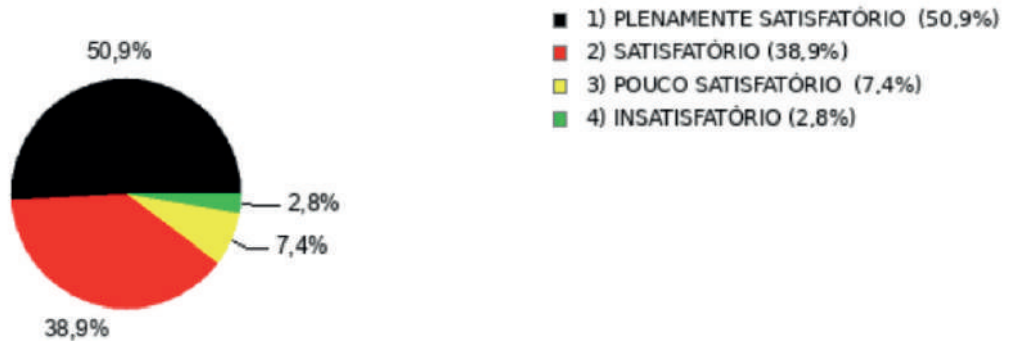 50,9%
2,8%
7,4%
38,9%
1) PLENAMENTE SATISFATÓRIO (50,9%)
2) SATISFATÓRIO (38,9%)
3) POUCO SATISFATÓRIO (7,4%)
4) INSATISFATÓRIO (2,8%)